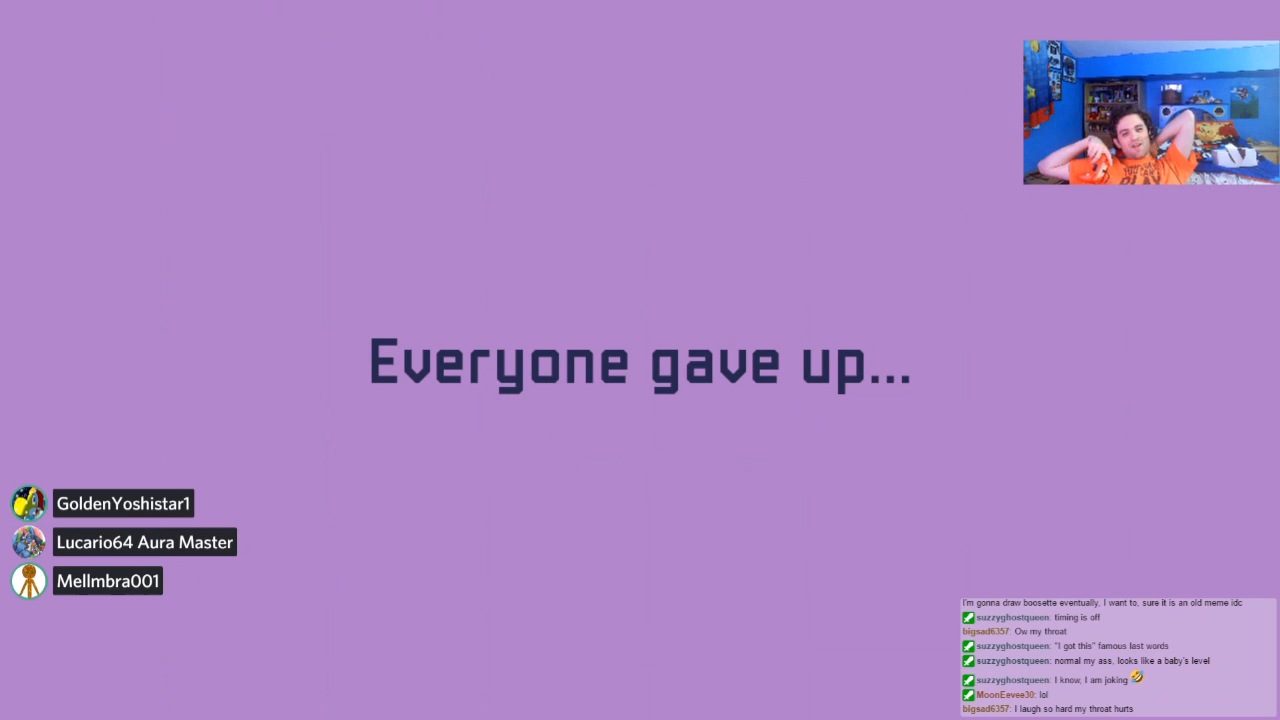 Everyone gave up...
GoldenYoshistar1
Lucario64 Aura Master
Mellmbra001
I'm gonna draw boosette eventually, I want to, sure it is an old meme idc
suzzyghostqueen: timing is off
bigsad6357: Ow my throat
suzzyghostqueen: "I got this" famous last words
suzzyghostqueen: normal my ass, looks like a baby's level
suzzyghostqueen: I know, I am joking 🤣
MoonEevee30: lol
bigsad6357: I laugh so hard my throat hurts